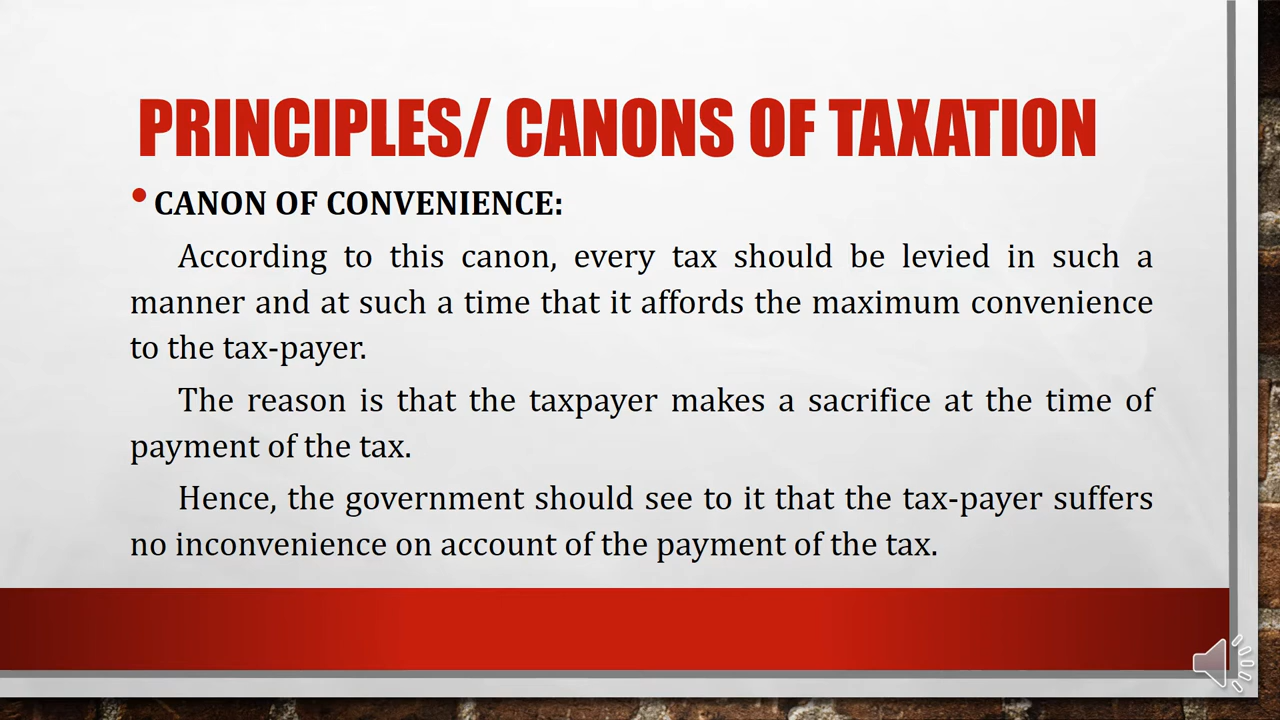 PRINCIPLES/ CANONS OF TAXATION
• CANON OF CONVENIENCE:
According to this canon, every tax should be levied in such a
manner and at such a time that it affords the maximum convenience
to the tax-payer.
The reason is that the taxpayer makes a sacrifice at the time of
payment of the tax.
Hence, the government should see to it that the tax-payer suffers
no inconvenience on account of the payment of the tax.